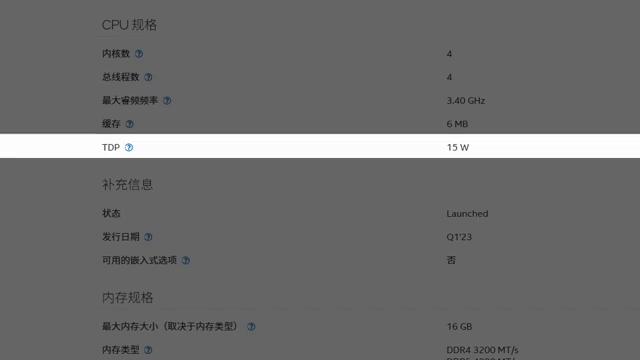 CPU 规格
内核数 4
总线程数 4
最大睿频频率 3.40 GHz
缓存 6 MB
TDP 15 W
补充信息
状态 Launched
发行日期 Q1'23
可用的嵌入式选项 否
内存规格
最大内存大小（取决于内存类型） 16 GB
内存类型 DDR4 3200 MT/s